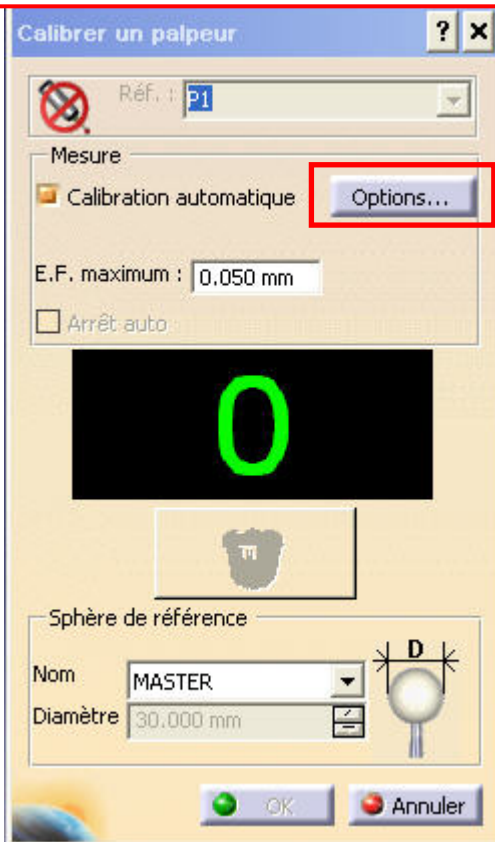 Calibrer un palpeur ? ×
Réf. : P1
Mesure
Calibration automatique Options...
E.F. maximum : 0.050 mm
Arrêt auto
0
Sphère de référence
D
Nom MASTER
Diamètre 30.000 mm
OK Annuler